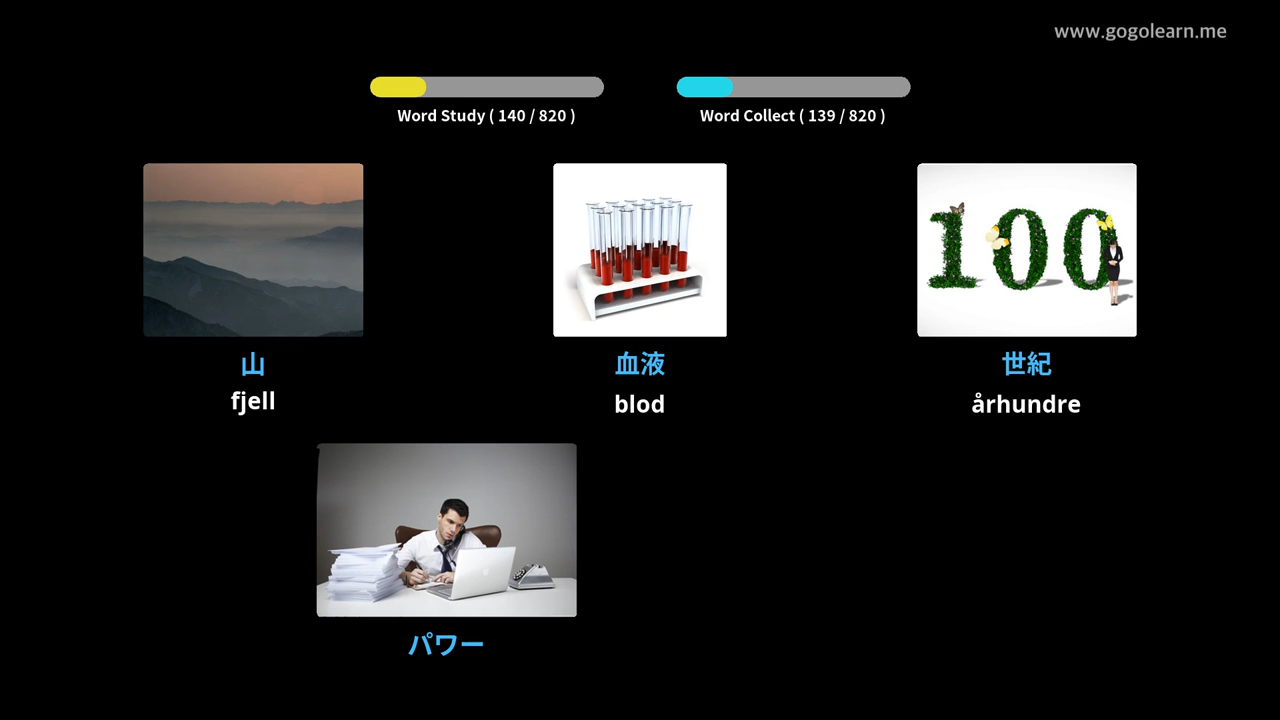 www.gogolearn.me
Word Study ( 140 / 820 )
Word Collect ( 139 / 820 )
山
fjell
血液
blod
世紀
århundre
パワー